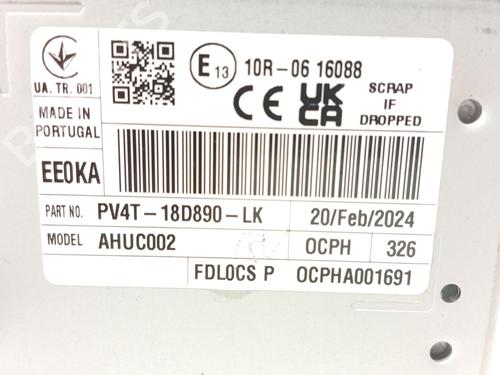 UA. TR. 001
E 13
10R-06 16088
CE
UK
CA
SCRAP
IF
DROPPED
MADE IN
PORTUGAL
EE0KA
PART NO. PV4T-18D890-LK 20/Feb/2024
MODEL AHUC002 OCPH 326
FDL0CS P OCPHA001691